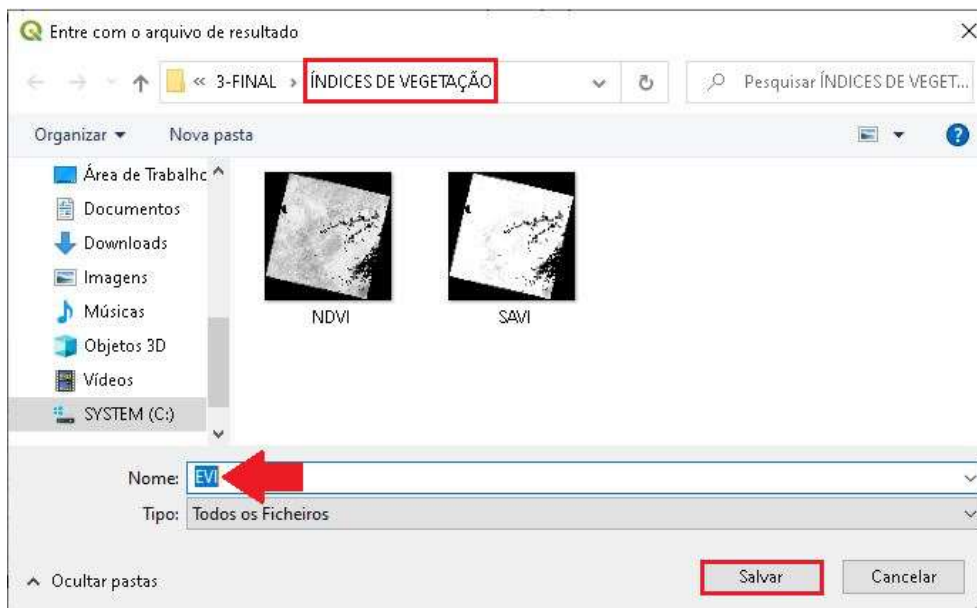 Entre com o arquivo de resultado
« 3-FINAL › ÍNDICES DE VEGETAÇÃO
Pesquisar ÍNDICES DE VEGET...
Organizar
Nova pasta
Área de Trabalhc
Documentos
Downloads
Imagens
Músicas
Objetos 3D
Vídeos
SYSTEM (C:)
NDVI
SAVI
Nome: EVI
Tipo: Todos os Ficheiros
Ocultar pastas
Salvar
Cancelar